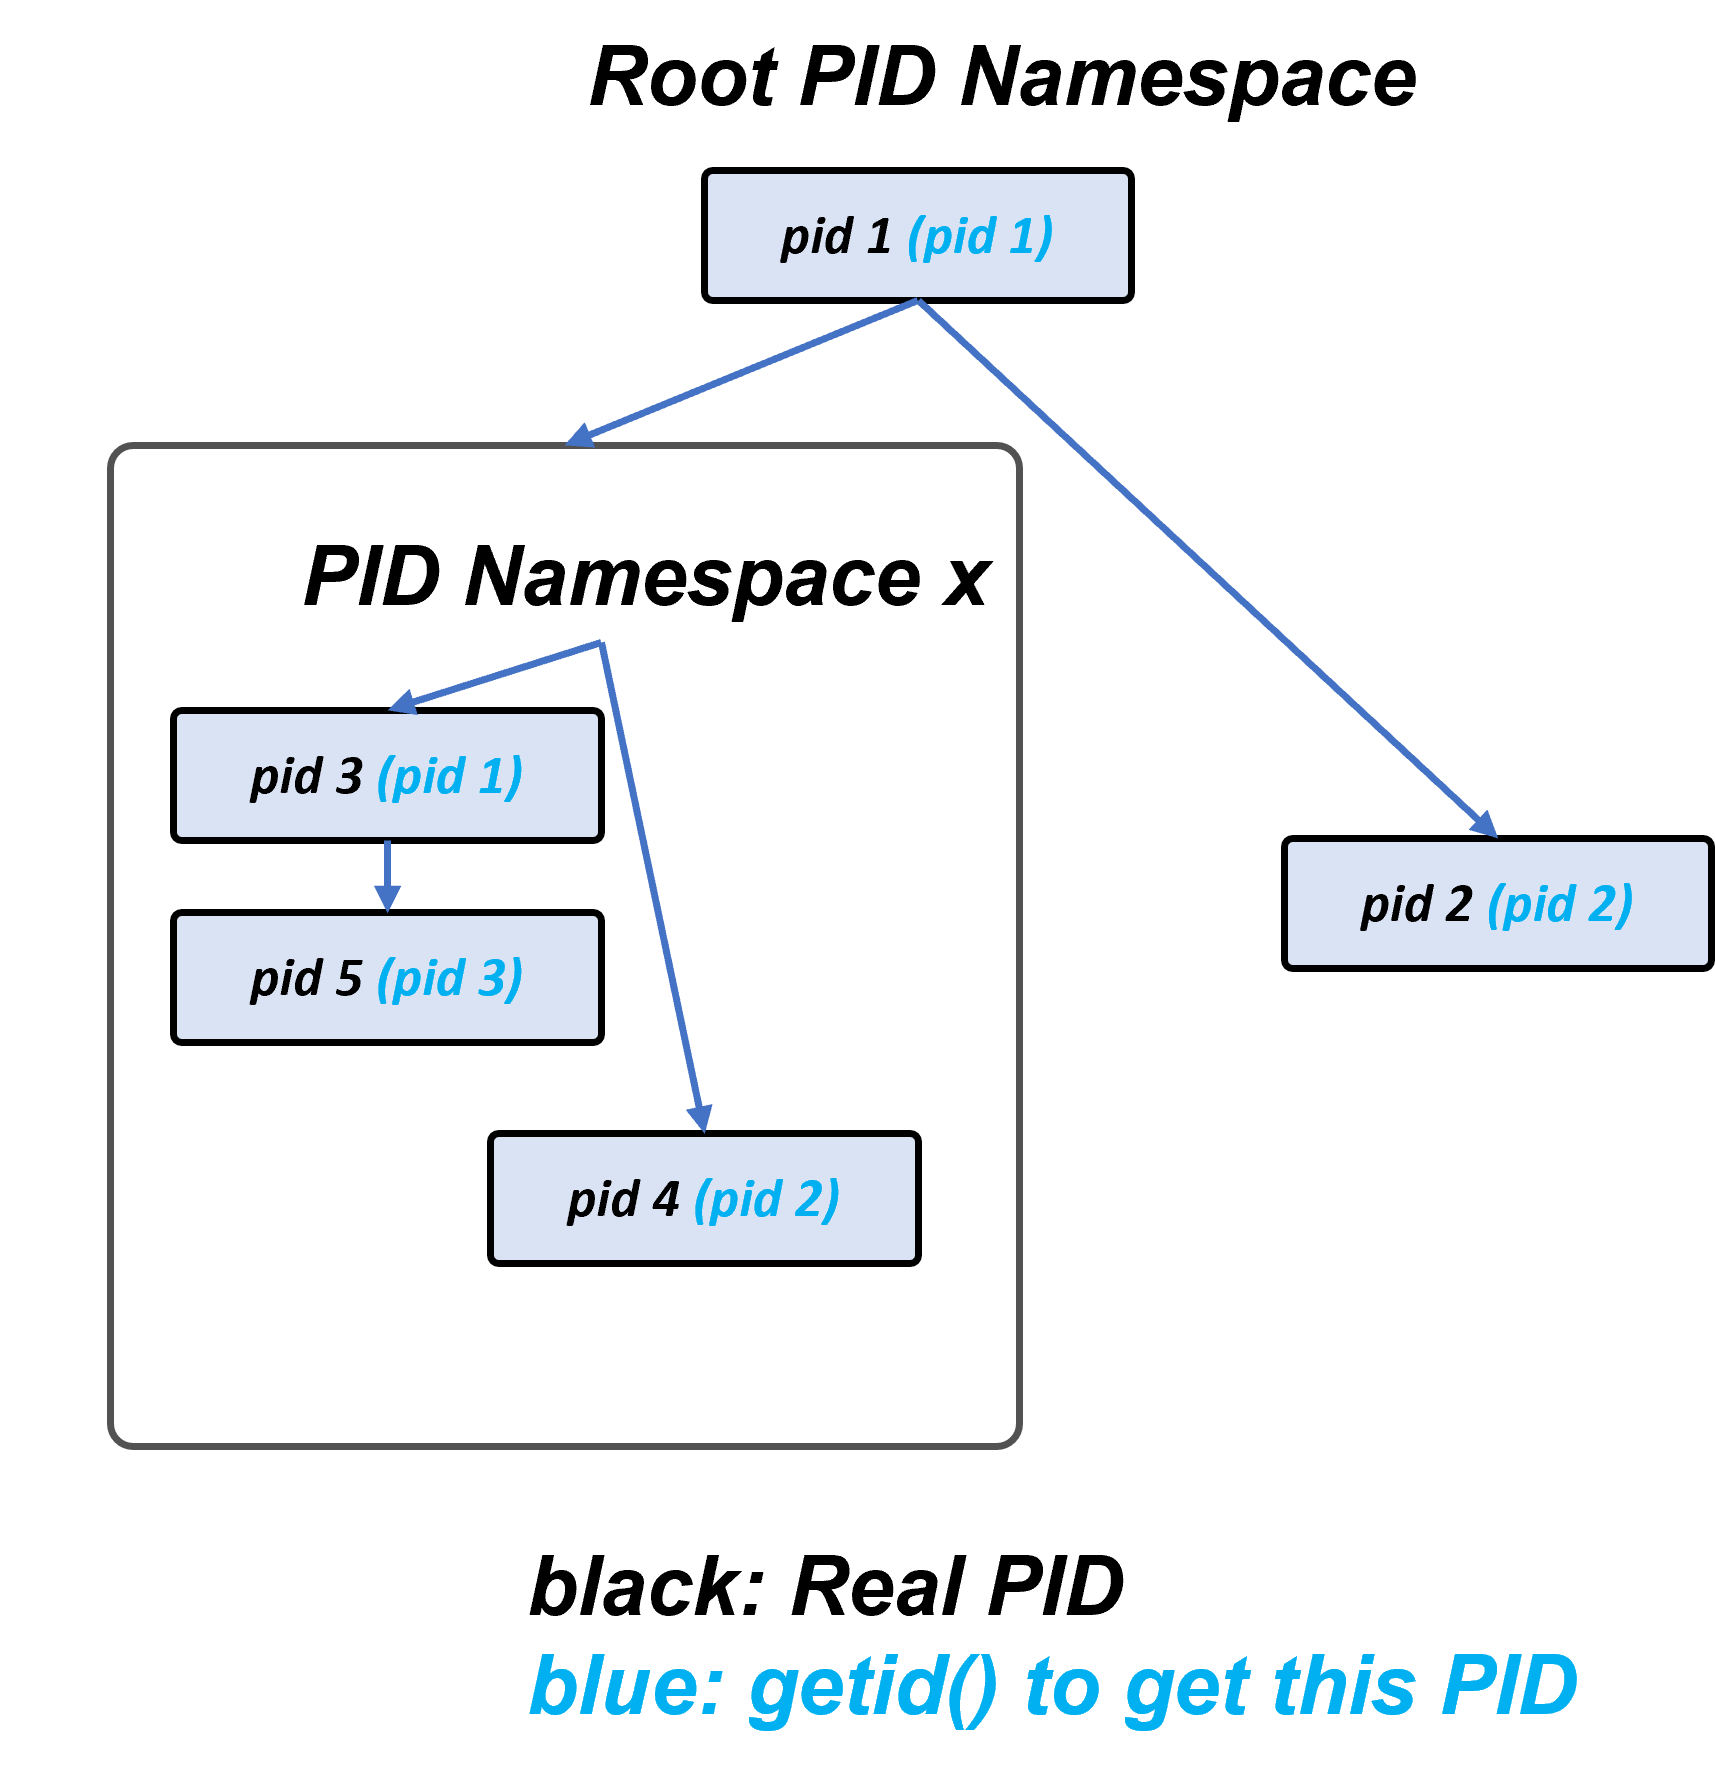 Root PID Namespace
pid 1 (pid 1)
PID Namespace x
pid 3 (pid 1)
pid 5 (pid 3)
pid 2 (pid 2)
pid 4 (pid 2)
black: Real PID
blue: getid() to get this PID